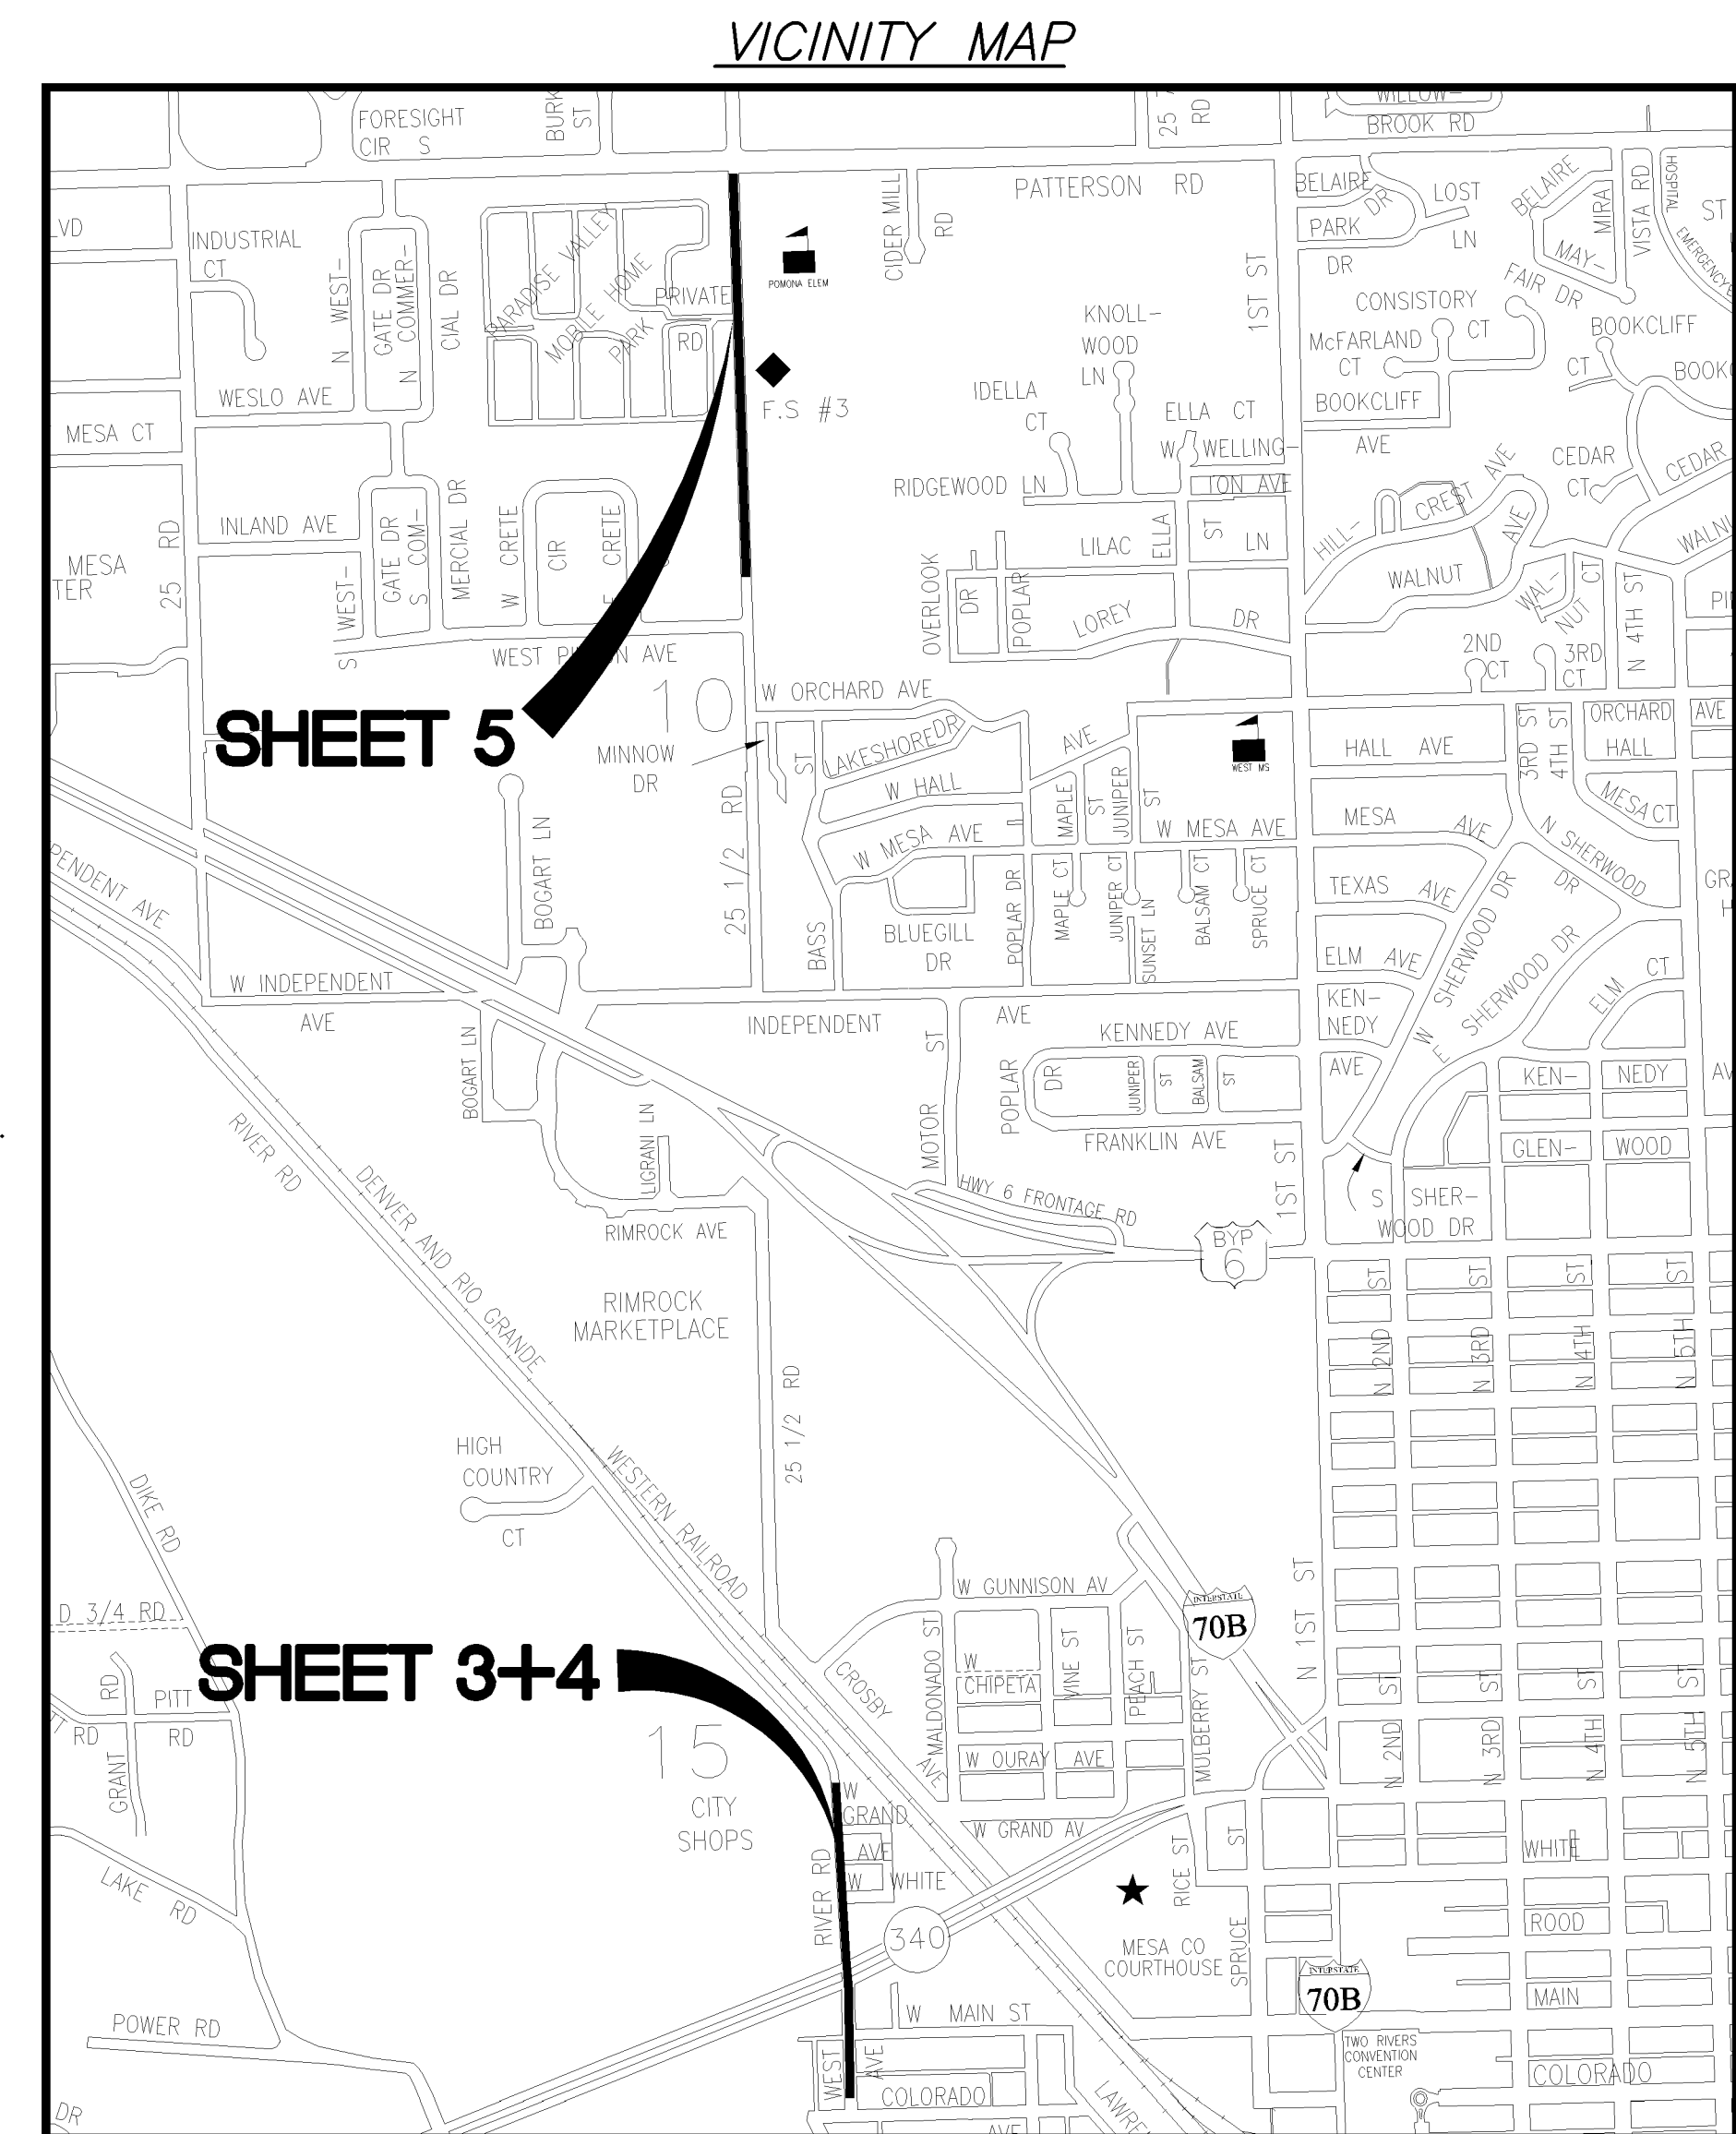 VICINITY MAP
FORESIGHT
CIR S
BURK
ST
25
RD
WILLOW-
BROOK RD
PATTERSON RD
CIDER MILL
RD
BELAIRE
DR
PARK
DR
LOST
LN
BELAIRE
MIRA
VISTA RD
HOSPITAL
ST
EMERGENCY
MAY-
FAIR DR
VD
INDUSTRIAL
CT
N WEST-
GATE DR
N COMMER-
CIAL DR
PARADISE VALLEY
MOBILE HOME
PARK
PRIVATE
RD
POMONA ELEM
F.S #3
1ST ST
KNOLL-
WOOD
LN
CONSISTORY
CT
McFARLAND
CT
BOOKCLIFF
CT
BOOKCLIFF
AVE
WESLO AVE
MESA CT
IDELLA
CT
ELLA CT
W WELLING-
TON AVE
RIDGEWOOD LN
CEDAR
CT
CEDAR
CREST AVE
HILL-
INLAND AVE
25 RD
MESA
TER
S WEST-
GATE DR
S COM-
MERCIAL DR
W CRETE
CIR
CRETE
OVERLOOK
DR
POPLAR
LILAC
LN
ELLA
ST
LOREY
DR
WALNUT
AVE
WAL-
NUT
CT
N 4TH ST
2ND
CT
3RD
CT
SHEET 5
10
W ORCHARD AVE
MINNOW
DR
25 1/2 RD
BASS
ST
LAKESHORE DR
W HALL
AVE
W MESA AVE
BLUEGILL
DR
MAPLE
ST
JUNIPER
ST
WEST MS
W MESA AVE
POPLAR DR
MAPLE CT
JUNIPER CT
SUNSET LN
BALSAM CT
SPRUCE CT
HALL AVE
3RD ST
4TH ST
ORCHARD
AVE
HALL
MESA CT
MESA AVE
N SHERWOOD
DR
TEXAS AVE
ELM AVE
W SHERWOOD DR
E SHERWOOD DR
ELM
CT
KEN-
NEDY
AVE
KEN-
NEDY
GLEN-
WOOD
S SHER-
WOOD DR
PENDENT AVE
W INDEPENDENT
AVE
BOGART LN
BOGART LN
INDEPENDENT
AVE
MOTOR ST
KENNEDY AVE
POPLAR
DR
JUNIPER
ST
BALSAM
ST
FRANKLIN AVE
1ST ST
HWY 6 FRONTAGE RD
BYP
6
RIVER RD
DENVER AND RIO GRANDE
WESTERN RAILROAD
LIGRANI LN
RIMROCK AVE
RIMROCK
MARKETPLACE
25 1/2 RD
HIGH
COUNTRY
CT
DIKE RD
D 3/4 RD
SHEET 3+4
PITT
RD
RD
RD
GRANT
15
CITY
SHOPS
LAKE RD
POWER RD
DR
W GUNNISON AV
MALDONADO ST
CROSBY
AVE
W
CHIPETA
VINE ST
PEACH ST
MULBERRY ST
W OURAY AVE
W GRAND AV
INTERSTATE
70B
N 1ST ST
N 2ND ST
N 3RD ST
N 4TH ST
N 5TH ST
N 2ND ST
N 3RD ST
N 4TH ST
N 5TH ST
W
GRAND
AVE
W WHITE
RIVER RD
340
RICE ST
SPRUCE
ST
MESA CO
COURTHOUSE
WHITE
ROOD
MAIN
COLORADO
INTERSTATE
70B
TWO RIVERS
CONVENTION
CENTER
W MAIN ST
WEST
AVE
COLORADO
AVE